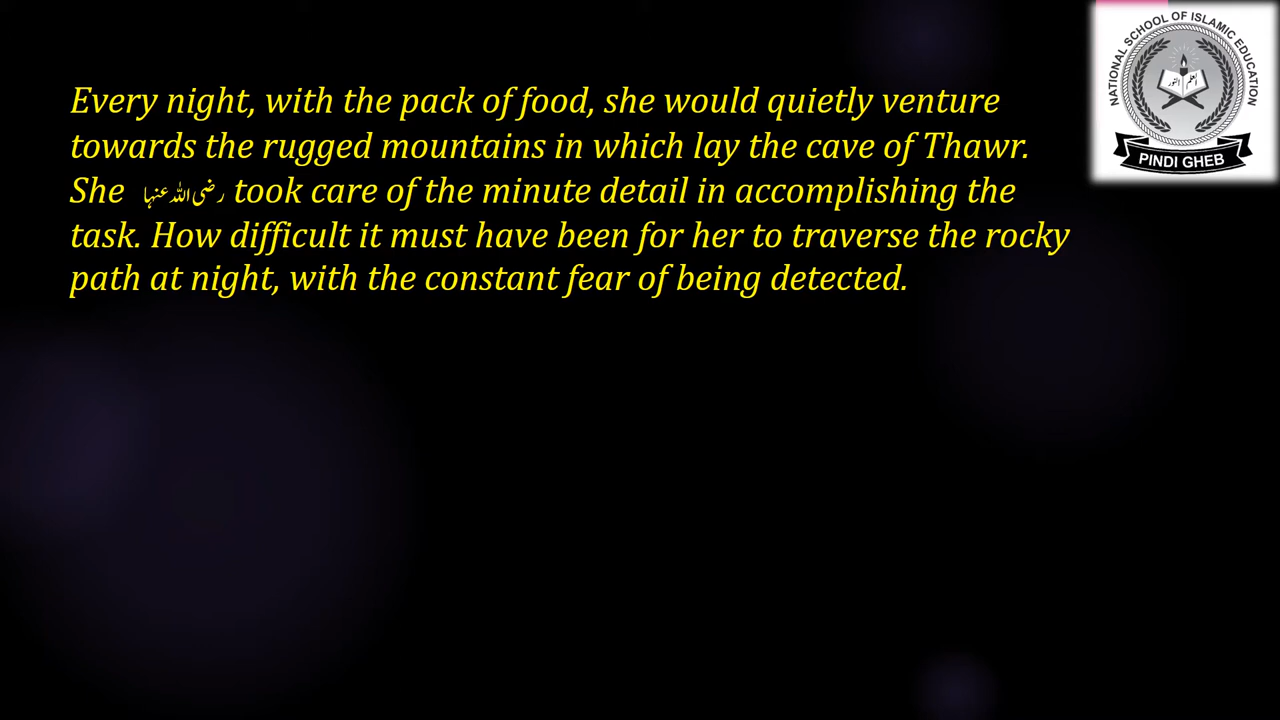 Every night, with the pack of food, she would quietly venture
towards the rugged mountains in which lay the cave of Thawr.
She رضی اللہ عنہا took care of the minute detail in accomplishing the
task. How difficult it must have been for her to traverse the rocky
path at night, with the constant fear of being detected.
NATIONAL SCHOOL OF ISLAMIC EDUCATION
PINDI GHEB